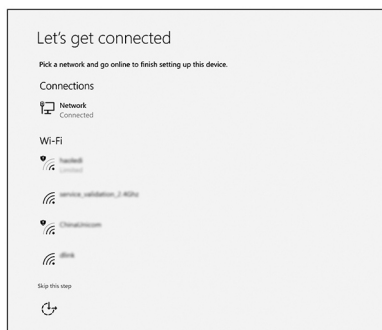 Let's get connected
Pick a network and go online to finish setting up this device.
Connections
Network
Connected
Wi-Fi
Limited
service_validation_2.4Ghz
ChinaUnicom
dlink
Skip this step